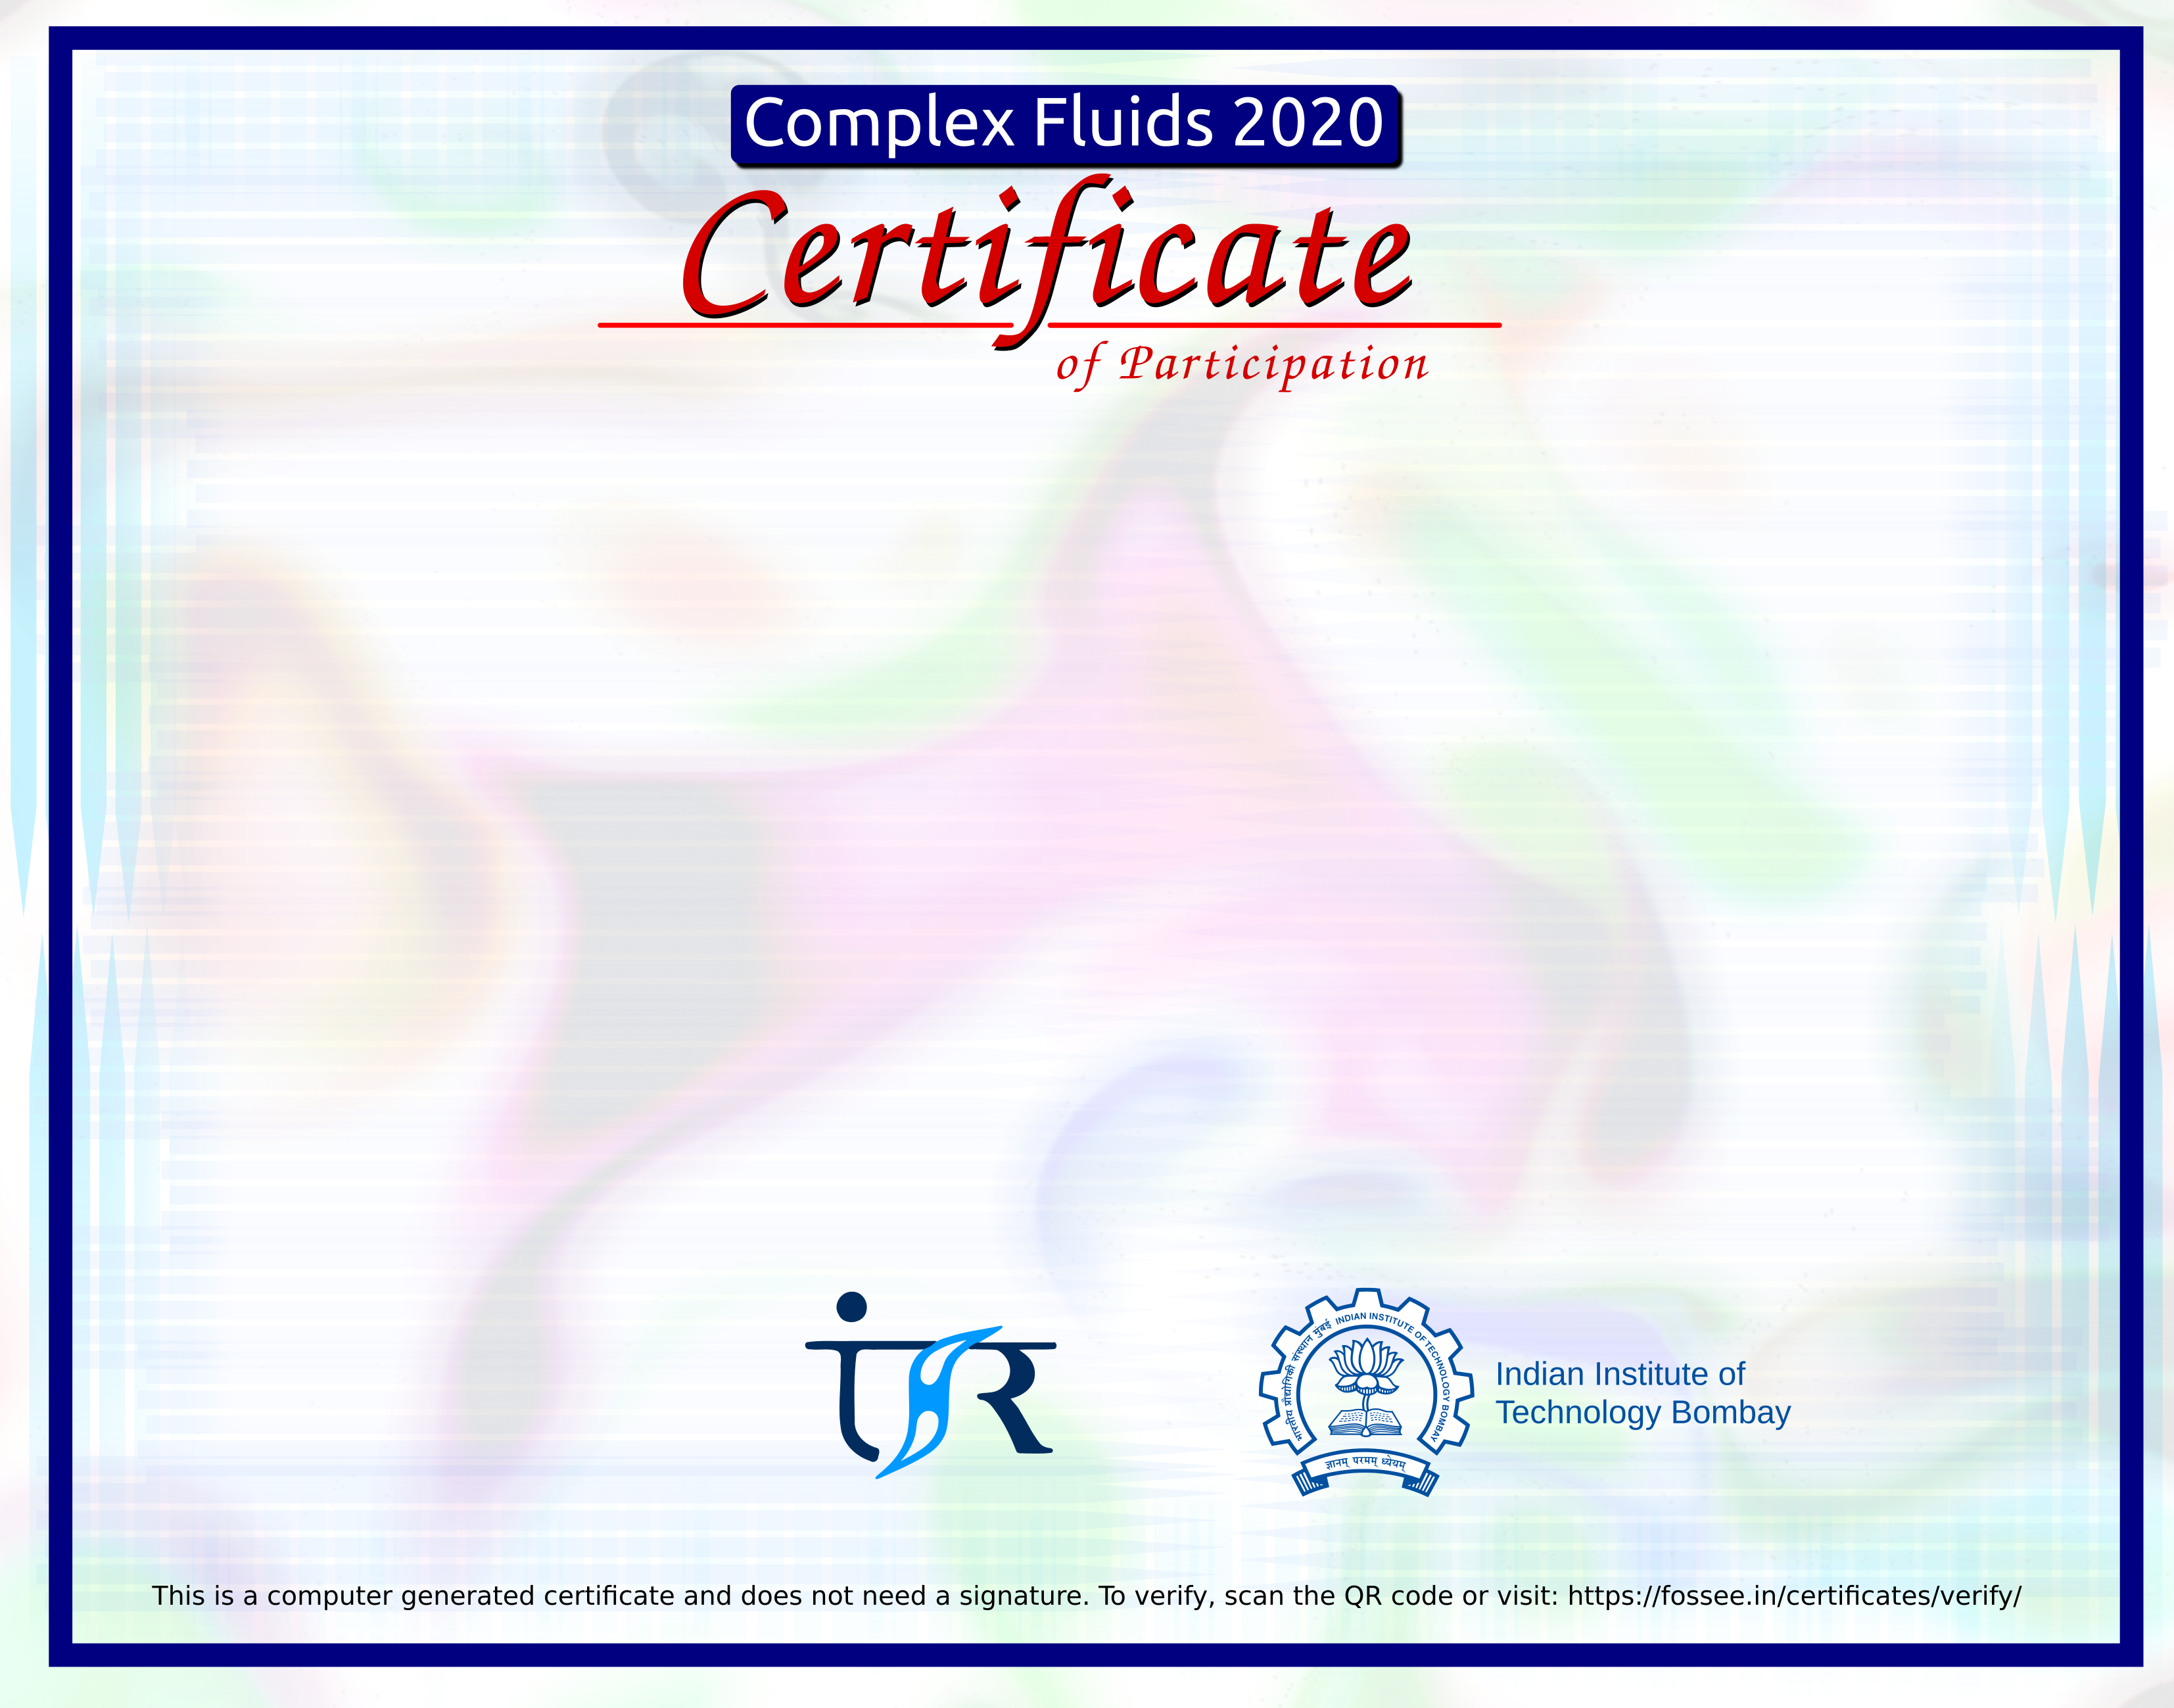 Complex Fluids 2020
Certificate
of Participation
भारतीय प्रौद्योगिकी संस्थान मुंबई INDIAN INSTITUTE OF TECHNOLOGY BOMBAY
ज्ञानम् परमम् ध्येयम्
Indian Institute of
Technology Bombay
This is a computer generated certificate and does not need a signature. To verify, scan the QR code or visit: https://fossee.in/certificates/verify/